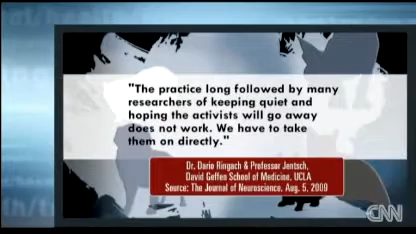 "The practice long followed by many
researchers of keeping quiet and
hoping the activists will go away
does not work. We have to take
them on directly."
Dr. Dario Ringach & Professor Jentsch,
David Geffen School of Medicine, UCLA
Source: The Journal of Neuroscience, Aug. 5, 2009
CNN